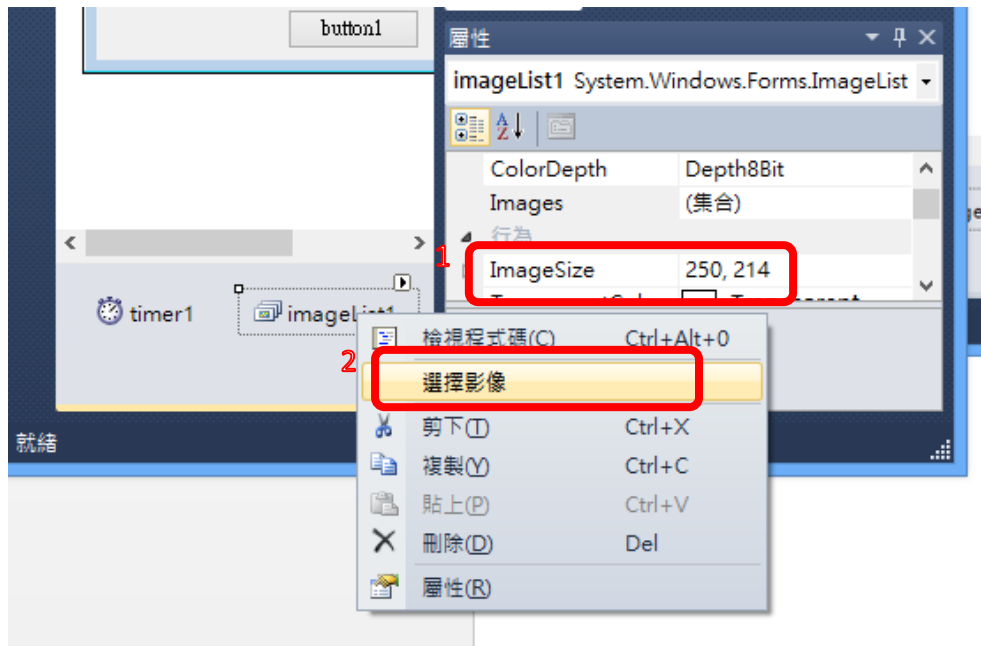 button1
屬性
imageList1 System.Windows.Forms.ImageList
ColorDepth Depth8Bit
Images (集合)
行為
1
ImageSize 250, 214
timer1
imageList1
檢視程式碼(C) Ctrl+Alt+0
2
選擇影像
剪下(T) Ctrl+X
複製(Y) Ctrl+C
貼上(P) Ctrl+V
刪除(D) Del
屬性(R)
就緒